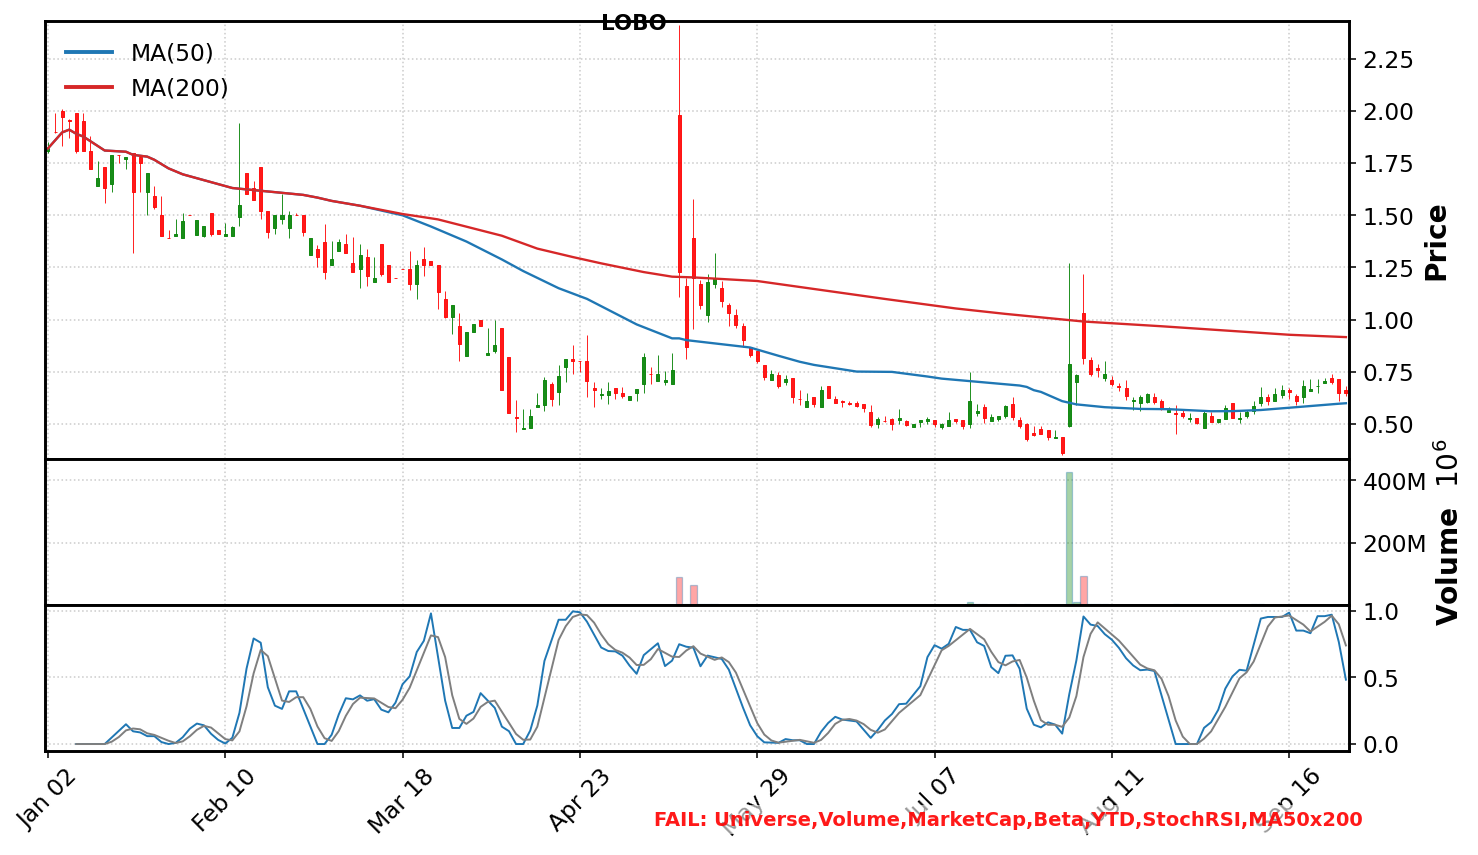 LOBO
MA(50)
MA(200)
2.25
2.00
1.75
1.50
1.25
1.00
0.75
0.50
Price
400M
200M
Volume 10⁶
1.0
0.5
0.0
Jan 02
Feb 10
Mar 18
Apr 23
May 29
Jul 07
Aug 11
Sep 16
FAIL: Universe,Volume,MarketCap,Beta,YTD,StochRSI,MA50x200